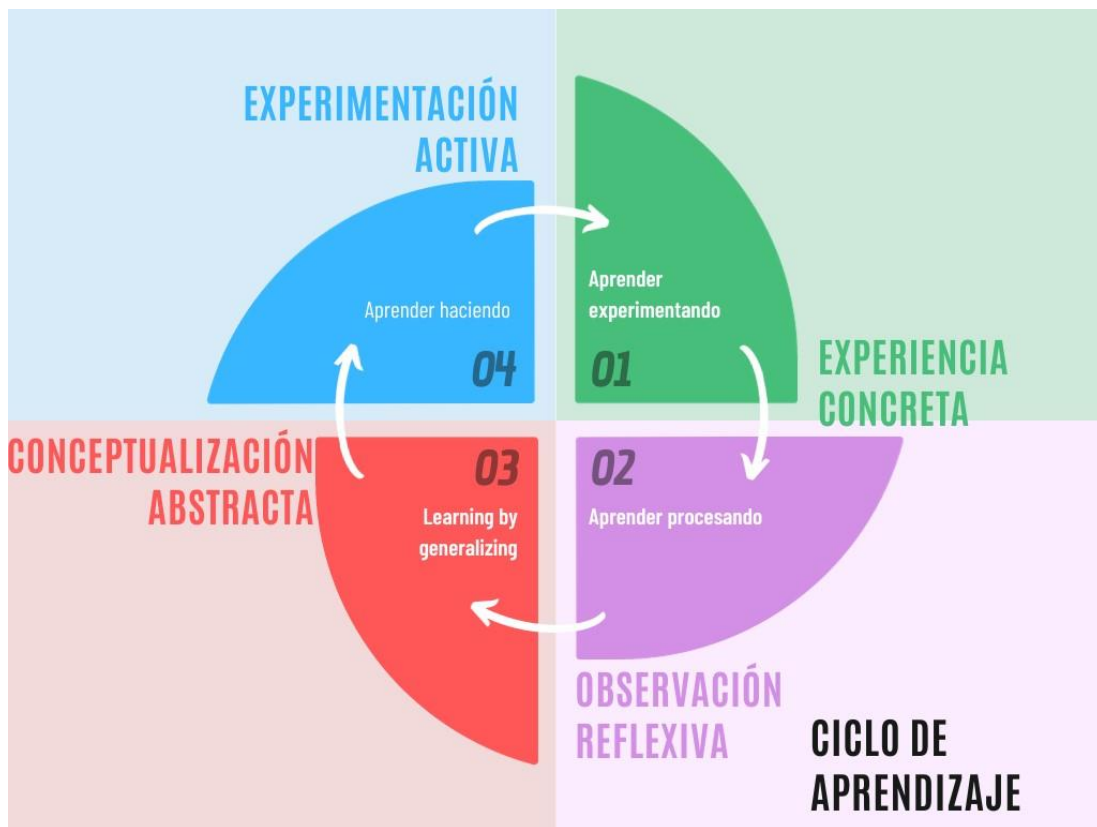 EXPERIMENTACIÓN
ACTIVA
Aprender haciendo
04
Aprender
experimentando
01
EXPERIENCIA
CONCRETA
02
Aprender procesando
OBSERVACIÓN
REFLEXIVA
CONCEPTUALIZACIÓN
ABSTRACTA
03
Learning by
generalizing
CICLO DE
APRENDIZAJE